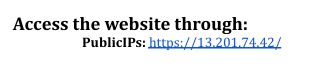 Access the website through:
PublicIPs: https://13.201.74.42/